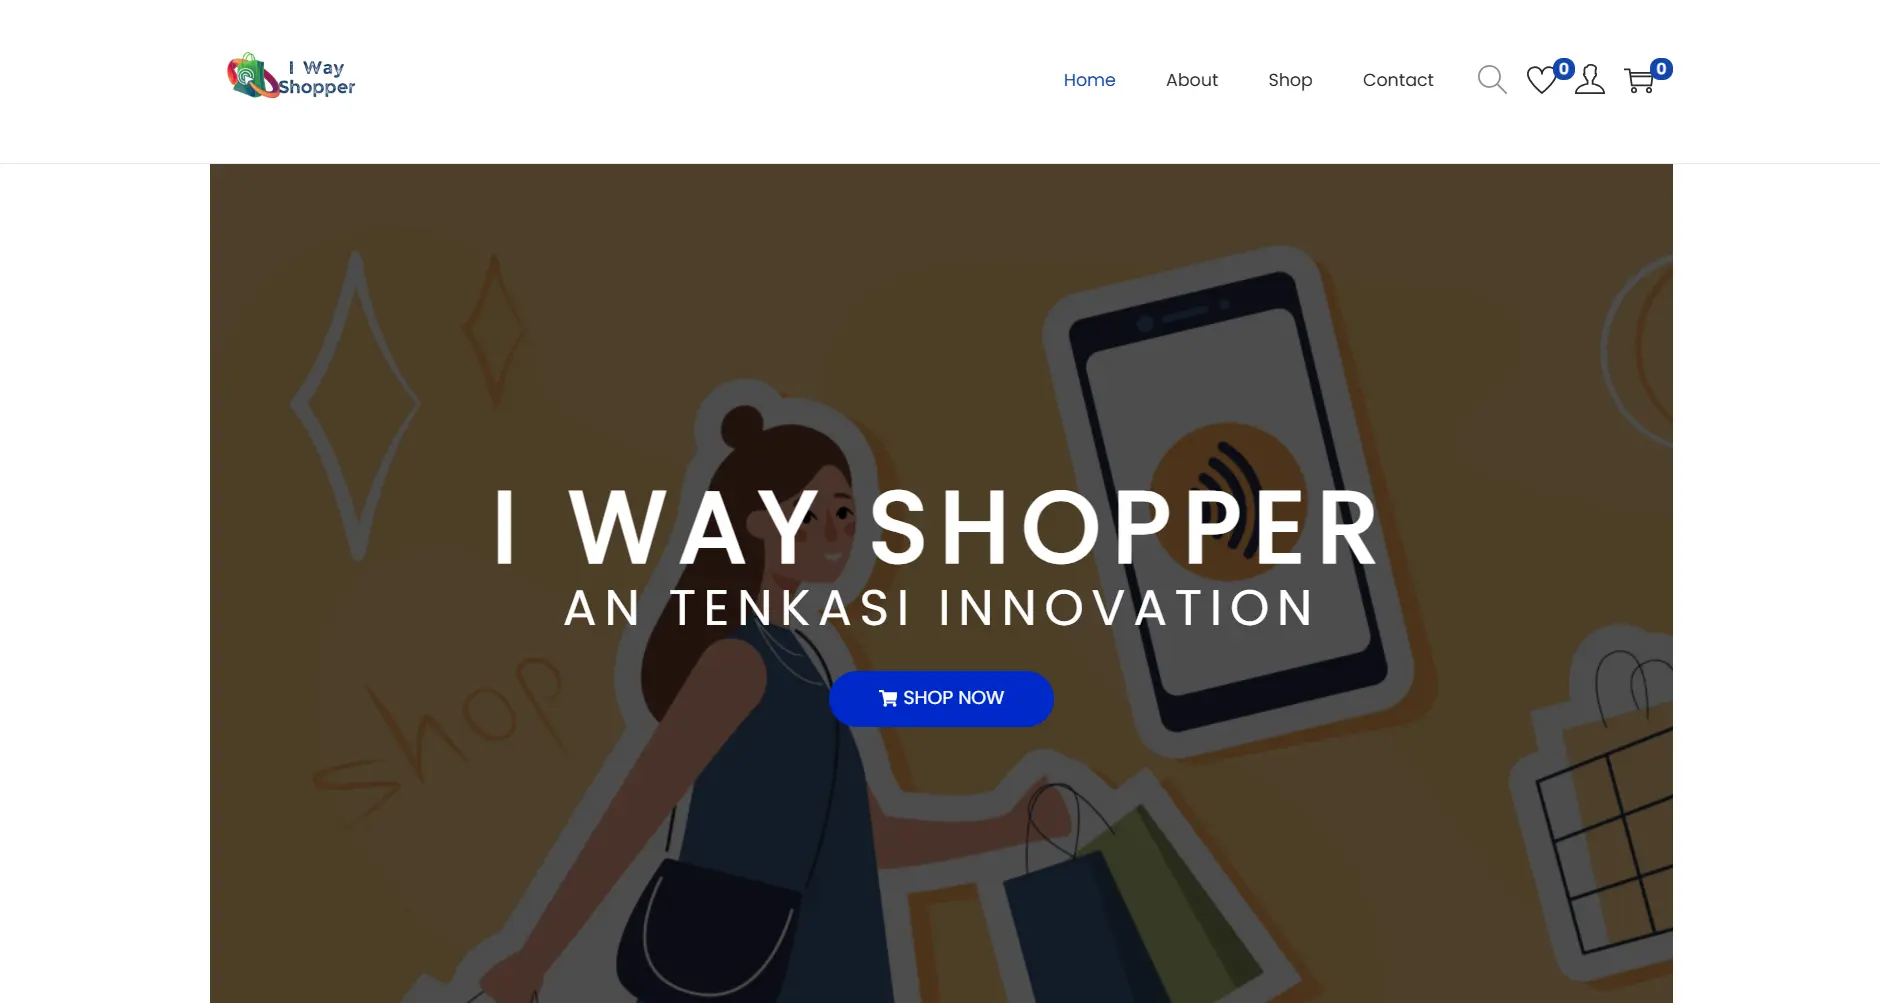 I Way
Shopper
Home About Shop Contact 0 0
I WAY SHOPPER
AN TENKASI INNOVATION
SHOP NOW
shop